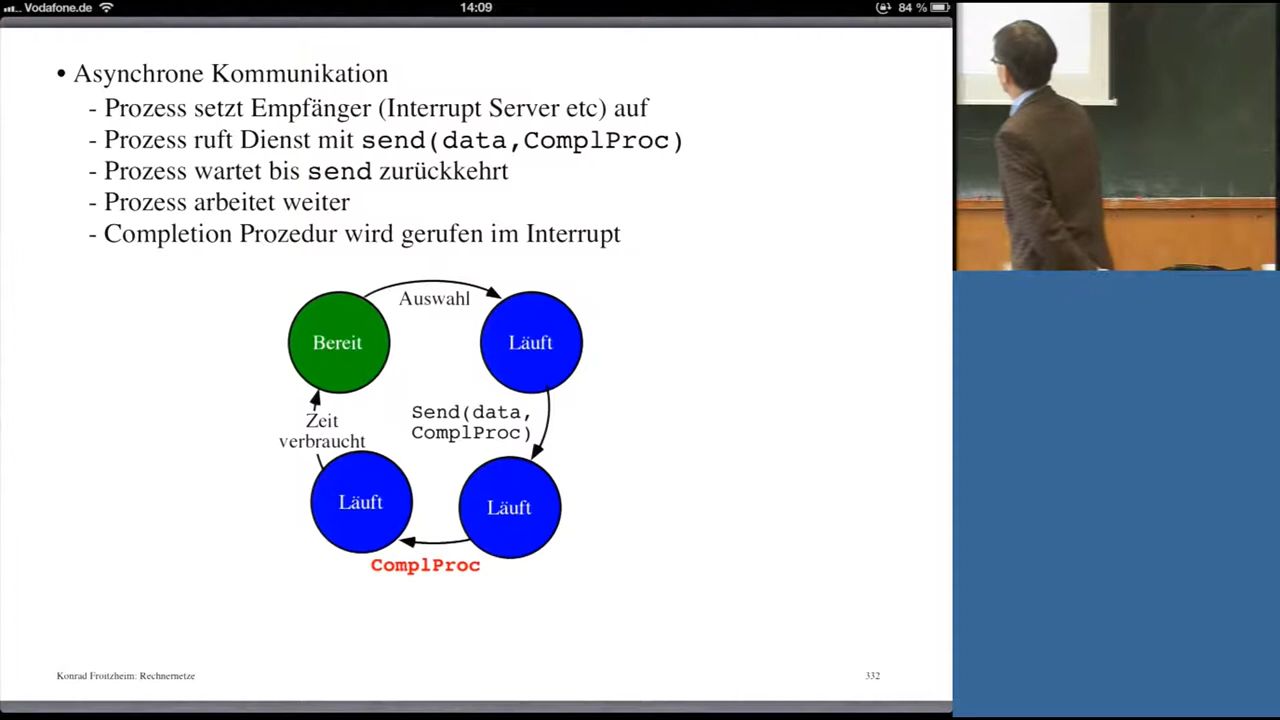 Vodafone.de
14:09
84 %
• Asynchrone Kommunikation
- Prozess setzt Empfänger (Interrupt Server etc) auf
- Prozess ruft Dienst mit send(data,ComplProc)
- Prozess wartet bis send zurückkehrt
- Prozess arbeitet weiter
- Completion Prozedur wird gerufen im Interrupt
Auswahl
Bereit
Läuft
Send(data,
ComplProc)
Zeit
verbraucht
Läuft
Läuft
ComplProc
Konrad Froitzheim: Rechnernetze
332